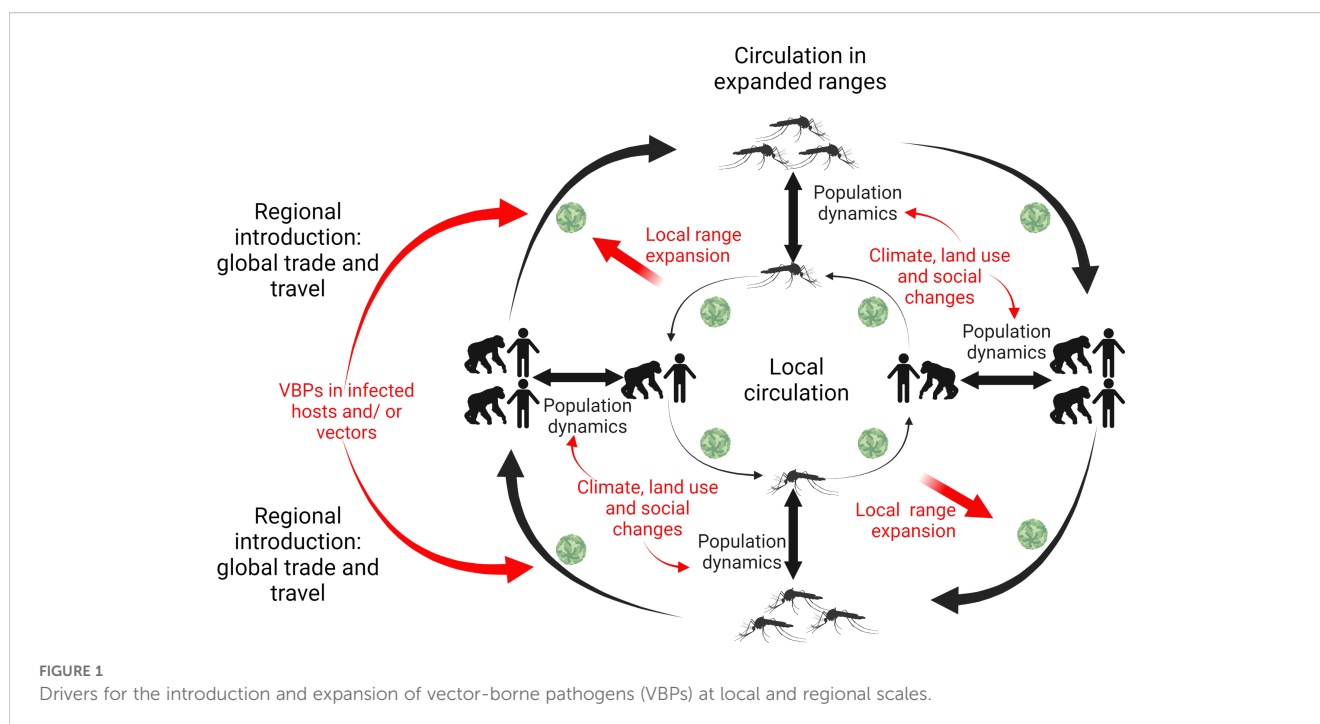 Circulation in
expanded ranges
Regional
introduction:
global trade and
travel
Population
dynamics
Local range
expansion
Climate, land use
and social
changes
Population
dynamics
Local
circulation
VBPs in infected
hosts and/ or
vectors
Population
dynamics
Climate, land use
and social
changes
Local range
expansion
Regional
introduction:
global trade and
travel
Population
dynamics
FIGURE 1
Drivers for the introduction and expansion of vector-borne pathogens (VBPs) at local and regional scales.